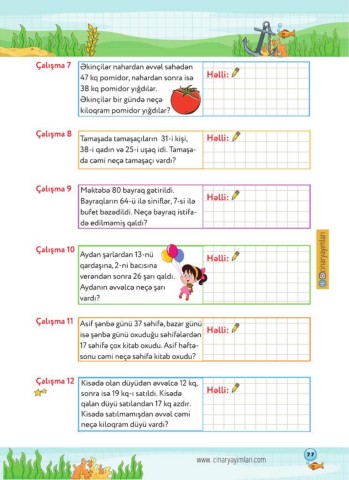 Çalışma 7
Əkinçilər nahardan əvvəl sahədən
47 kq pomidor, nahardan sonra isə
38 kq pomidor yığdılar.
Əkinçilər bir gündə neçə
kiloqram pomidor yığdılar?
Həlli:
Çalışma 8
Tamaşada tamaşaçıların 31-i kişi,
38-i qadın və 25-i uşaq idi. Tamaşa-
da cəmi neçə tamaşaçı vardı?
Həlli:
Çalışma 9
Məktəbə 80 bayraq gətirildi.
Bayraqların 64-ü ilə siniflər, 7-si ilə
bufet bəzədildi. Neçə bayraq istifa-
də edilməmiş qaldı?
Həlli:
Çalışma 10
Aydan şarlardan 13-nü
qardaşına, 2-ni bacısına
verəndən sonra 26 şarı qaldı.
Aydanın əvvəlcə neçə şarı
vardı?
Həlli:
cinaryayimlari
Çalışma 11
Asif şənbə günü 37 səhifə, bazar günü
isə şənbə günü oxuduğu səhifələrdən
17 səhifə çox kitab oxudu. Asif həftə-
sonu cəmi neçə səhifə kitab oxudu?
Həlli:
Çalışma 12
Kisədə olan düyüdən əvvəlcə 12 kq,
sonra isə 19 kq-ı satıldı. Kisədə
qalan düyü satılandan 17 kq azdır.
Kisədə satılmamışdan əvvəl cəmi
neçə kiloqram düyü vardı?
Həlli:
www. cinaryayimlari.com
77